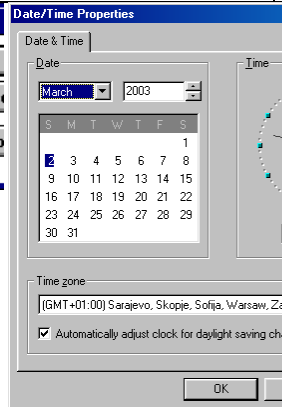 Date/Time Properties
Date & Time
Date
Time
March 2003
S M T W T F S
1
2 3 4 5 6 7 8
9 10 11 12 13 14 15
16 17 18 19 20 21 22
23 24 25 26 27 28 29
30 31
Time zone
(GMT+01:00) Sarajevo, Skopje, Sofija, Warsaw, Za
Automatically adjust clock for daylight saving ch
OK